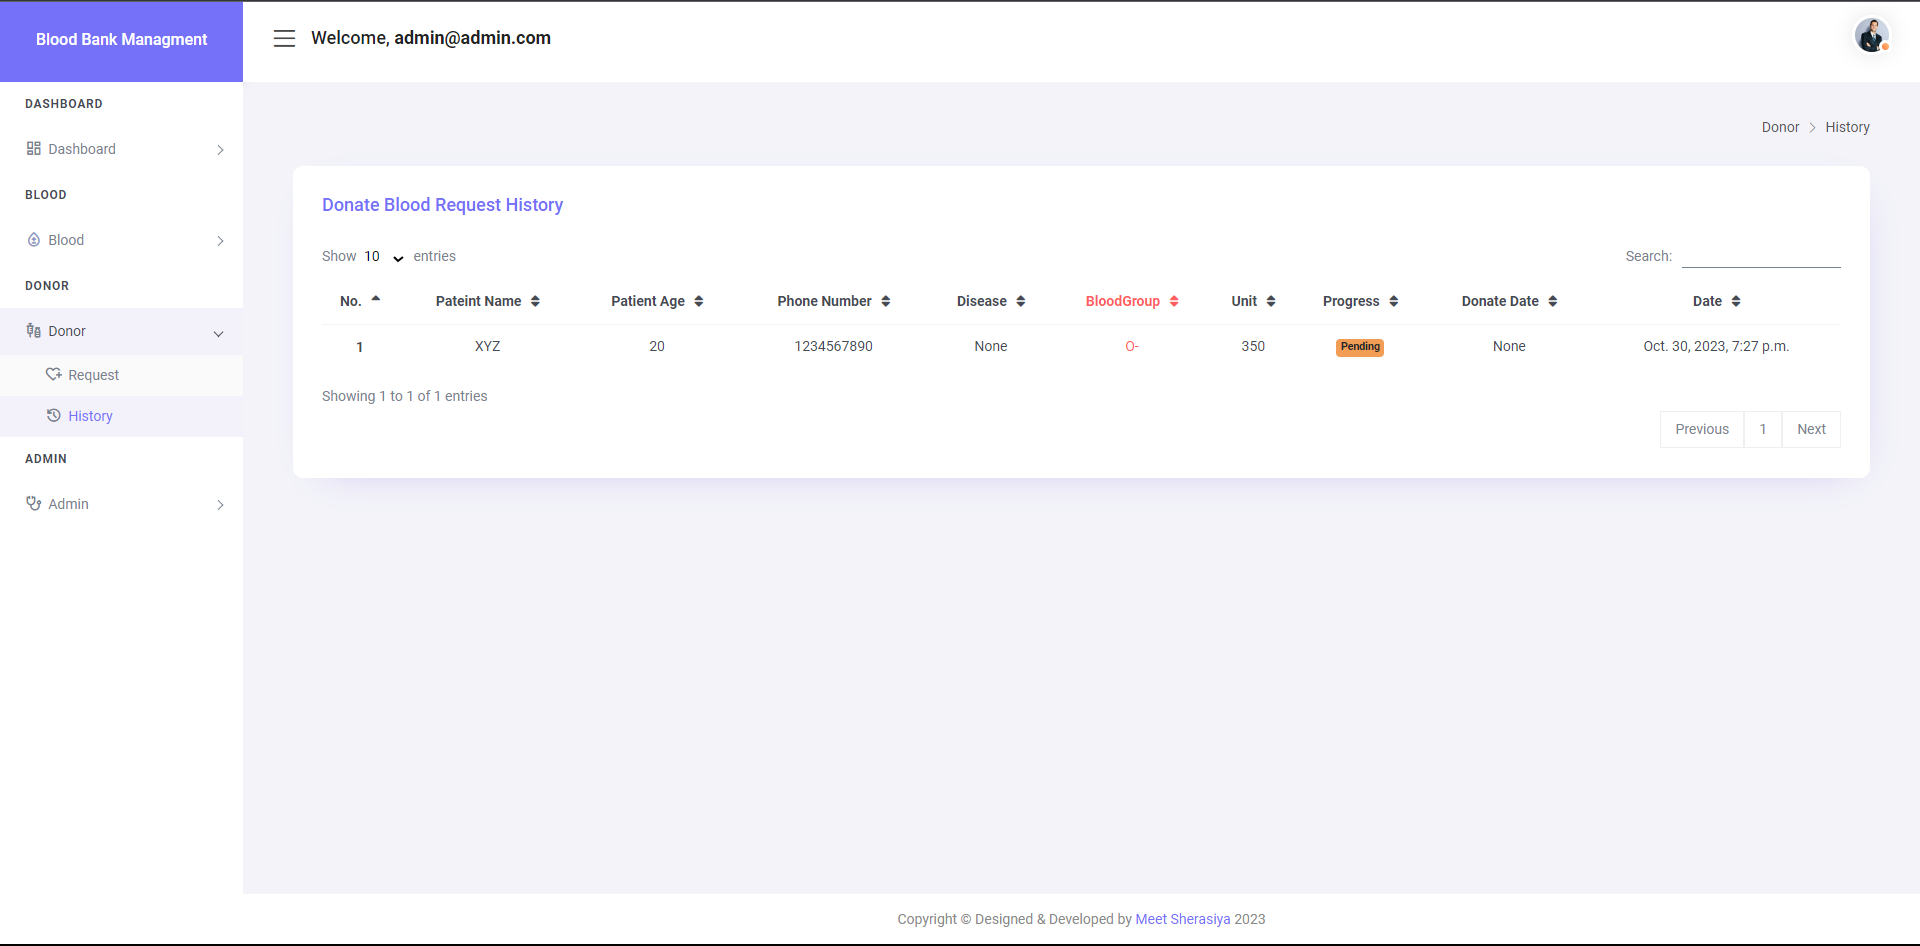 Blood Bank Managment
Welcome, admin@admin.com
DASHBOARD
Dashboard
BLOOD
Blood
DONOR
Donor
Request
History
ADMIN
Admin
Donor > History
Donate Blood Request History
Show 10 entries
Search:
No. Pateint Name Patient Age Phone Number Disease BloodGroup Unit Progress Donate Date Date
1 XYZ 20 1234567890 None O- 350 Pending None Oct. 30, 2023, 7:27 p.m.
Showing 1 to 1 of 1 entries
Previous 1 Next
Copyright © Designed & Developed by Meet Sherasiya 2023